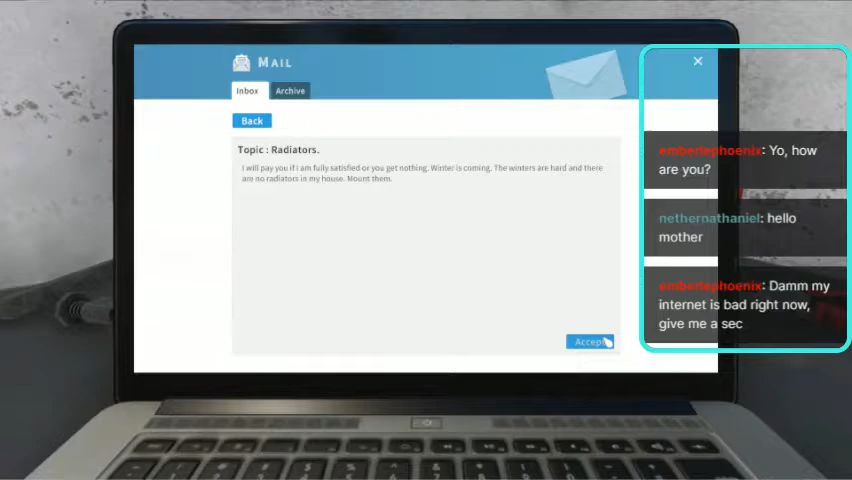 MAIL
Inbox Archive
Back
Topic : Radiators.
I will pay you if i am fully satisfied or you get nothing. Winter is coming. The winters are hard and there
are no radiators in my house. Mount them.
Accept
emberlephoenix: Yo, how
are you?
nethernathaniel: hello
mother
emberlephoenix: Damm my
internet is bad right now,
give me a sec